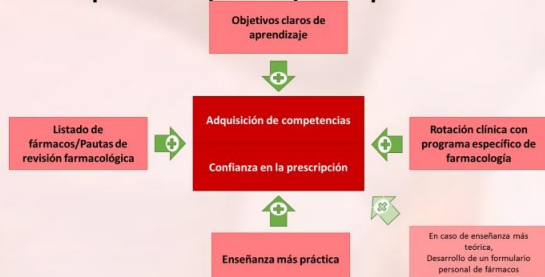 Objetivos claros de
aprendizaje
Listado de
fármacos/Pautas de
revisión farmacológica
Adquisición de competencias
Confianza en la prescripción
Rotación clínica con
programa específico de
farmacología
Enseñanza más práctica
En caso de enseñanza más
teórica,
Desarrollo de un formulario
personal de fármacos